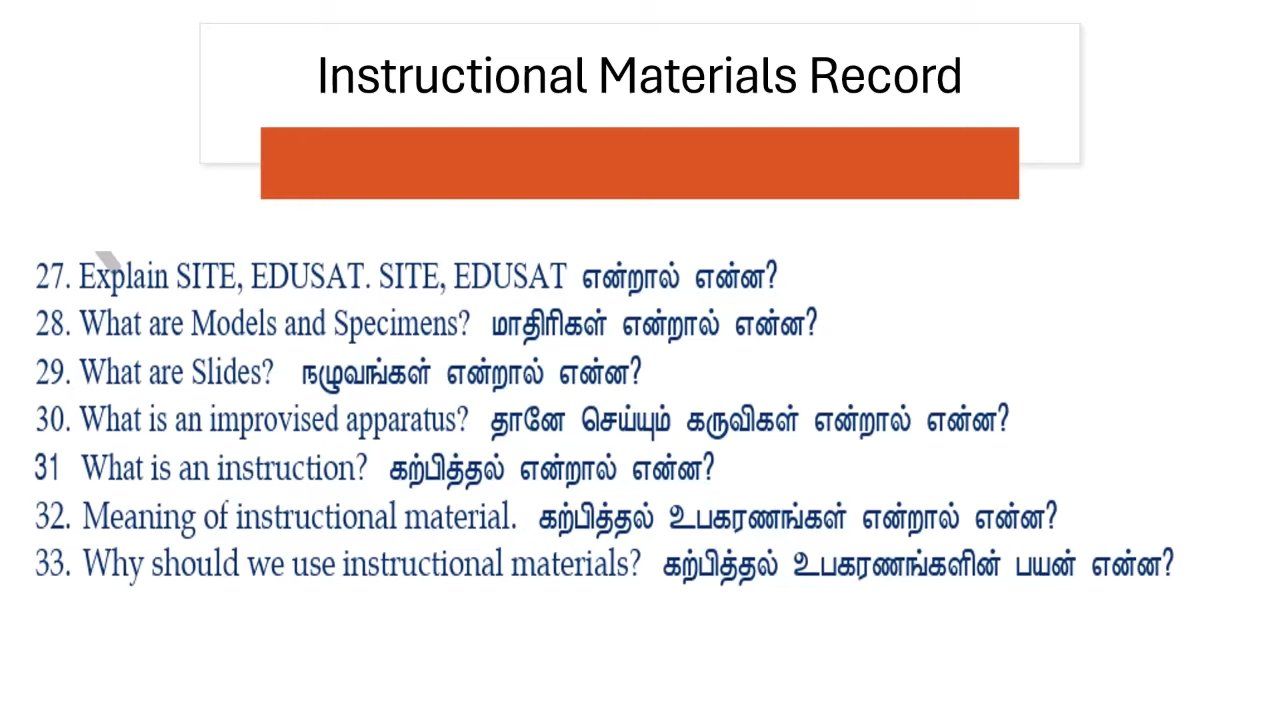 Instructional Materials Record
27. Explain SITE, EDUSAT. SITE, EDUSAT என்றால் என்ன?
28. What are Models and Specimens? மாதிரிகள் என்றால் என்ன?
29. What are Slides? நழுவங்கள் என்றால் என்ன?
30. What is an improvised apparatus? தானே செய்யும் கருவிகள் என்றால் என்ன?
31 What is an instruction? கற்பித்தல் என்றால் என்ன?
32. Meaning of instructional material. கற்பித்தல் உபகரணங்கள் என்றால் என்ன?
33. Why should we use instructional materials? கற்பித்தல் உபகரணங்களின் பயன் என்ன?